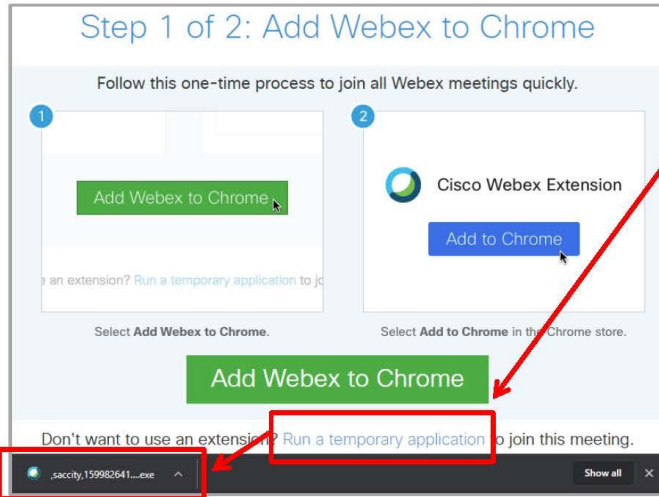 Step 1 of 2: Add Webex to Chrome
Follow this one-time process to join all Webex meetings quickly.
1
Add Webex to Chrome
e an extension? Run a temporary application to jo
Select Add Webex to Chrome.
2
Cisco Webex Extension
Add to Chrome
Select Add to Chrome in the Chrome store.
Add Webex to Chrome
Don't want to use an extension? Run a temporary application to join this meeting.
,saccity,159982641....exe
Show all